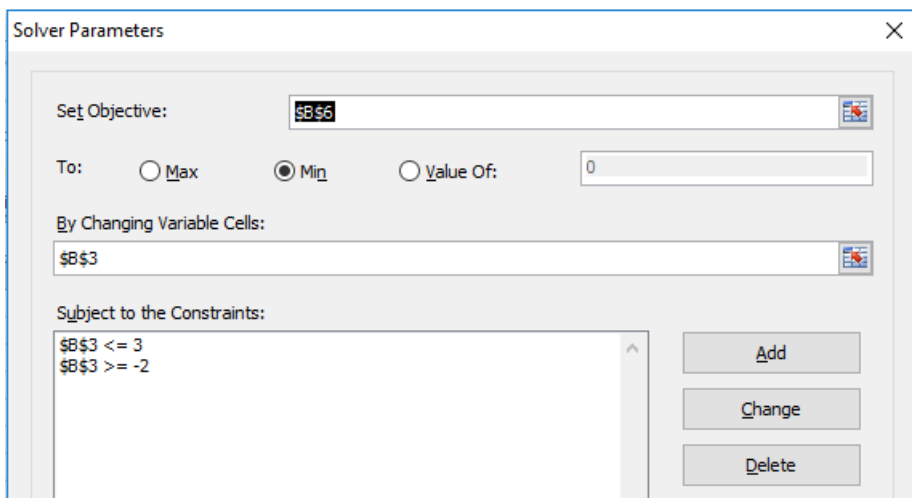 Solver Parameters
Set Objective:
$B$6
To:
Max
Min
Value Of:
0
By Changing Variable Cells:
$B$3
Subject to the Constraints:
$B$3 <= 3
$B$3 >= -2
Add
Change
Delete